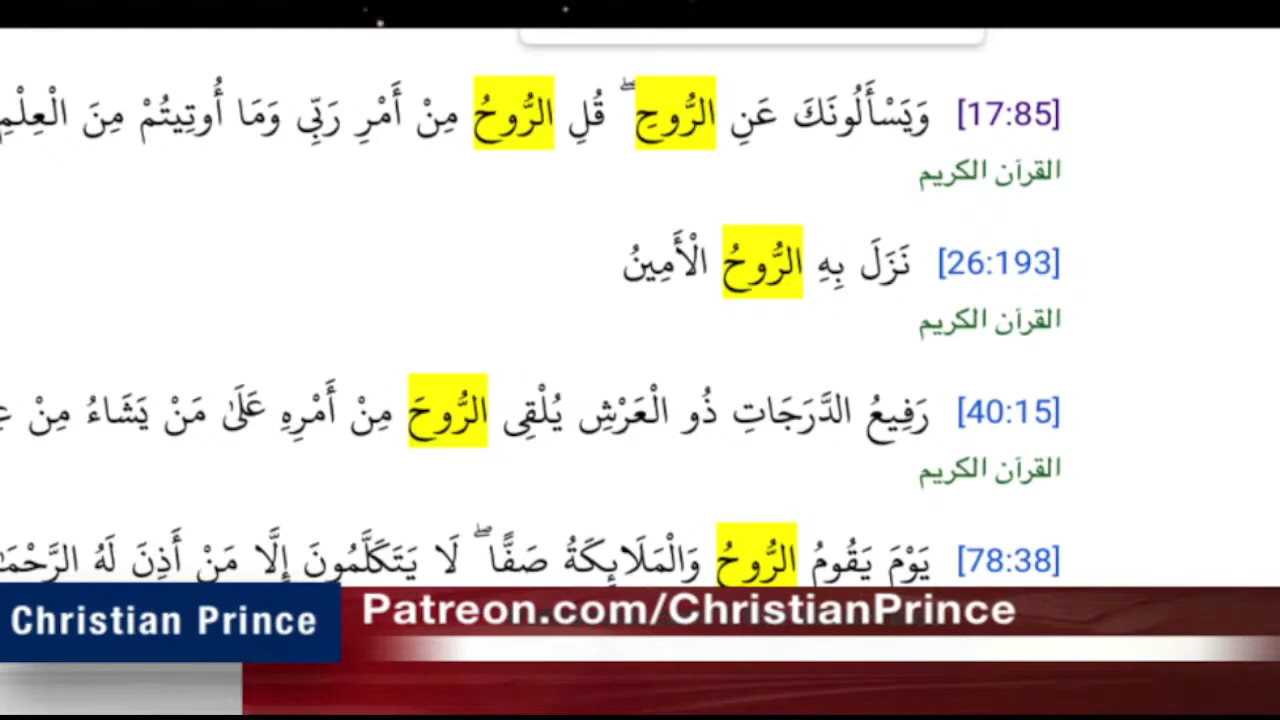 [17:85] وَيَسْأَلُونَكَ عَنِ الرُّوحِ ۖ قُلِ الرُّوحُ مِنْ أَمْرِ رَبِّي وَمَا أُوتِيتُمْ مِنَ الْعِلْمِ
القرآن الكريم
[26:193] نَزَلَ بِهِ الرُّوحُ الْأَمِينُ
القرآن الكريم
[40:15] رَفِيعُ الدَّرَجَاتِ ذُو الْعَرْشِ يُلْقِي الرُّوحَ مِنْ أَمْرِهِ عَلَىٰ مَنْ يَشَاءُ مِنْ
القرآن الكريم
[78:38] يَوْمَ يَقُومُ الرُّوحُ وَالْمَلَائِكَةُ صَفًّا ۖ لَا يَتَكَلَّمُونَ إِلَّا مَنْ أَذِنَ لَهُ
Christian Prince
Patreon.com/ChristianPrince